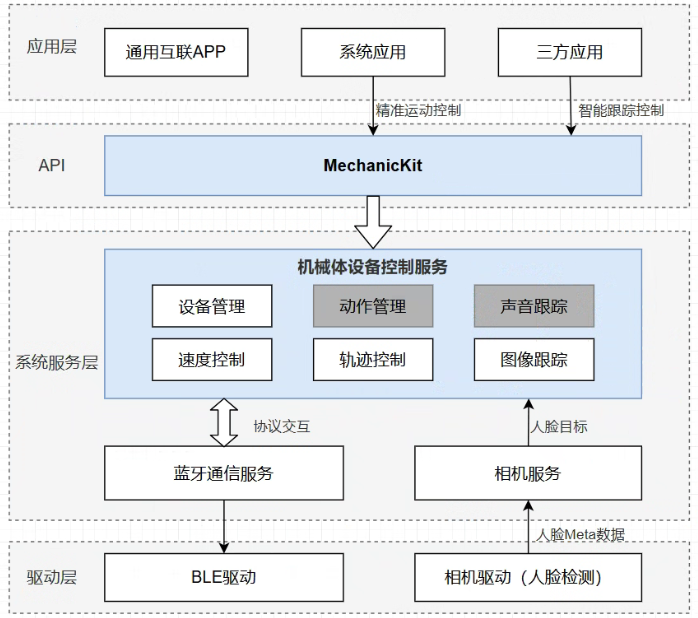 应用层
通用互联APP
系统应用
三方应用
精准运动控制
智能跟踪控制
API
MechanicKit
机械体设备控制服务
设备管理
动作管理
声音跟踪
系统服务层
速度控制
轨迹控制
图像跟踪
协议交互
人脸目标
蓝牙通信服务
相机服务
人脸Meta数据
驱动层
BLE驱动
相机驱动（人脸检测）